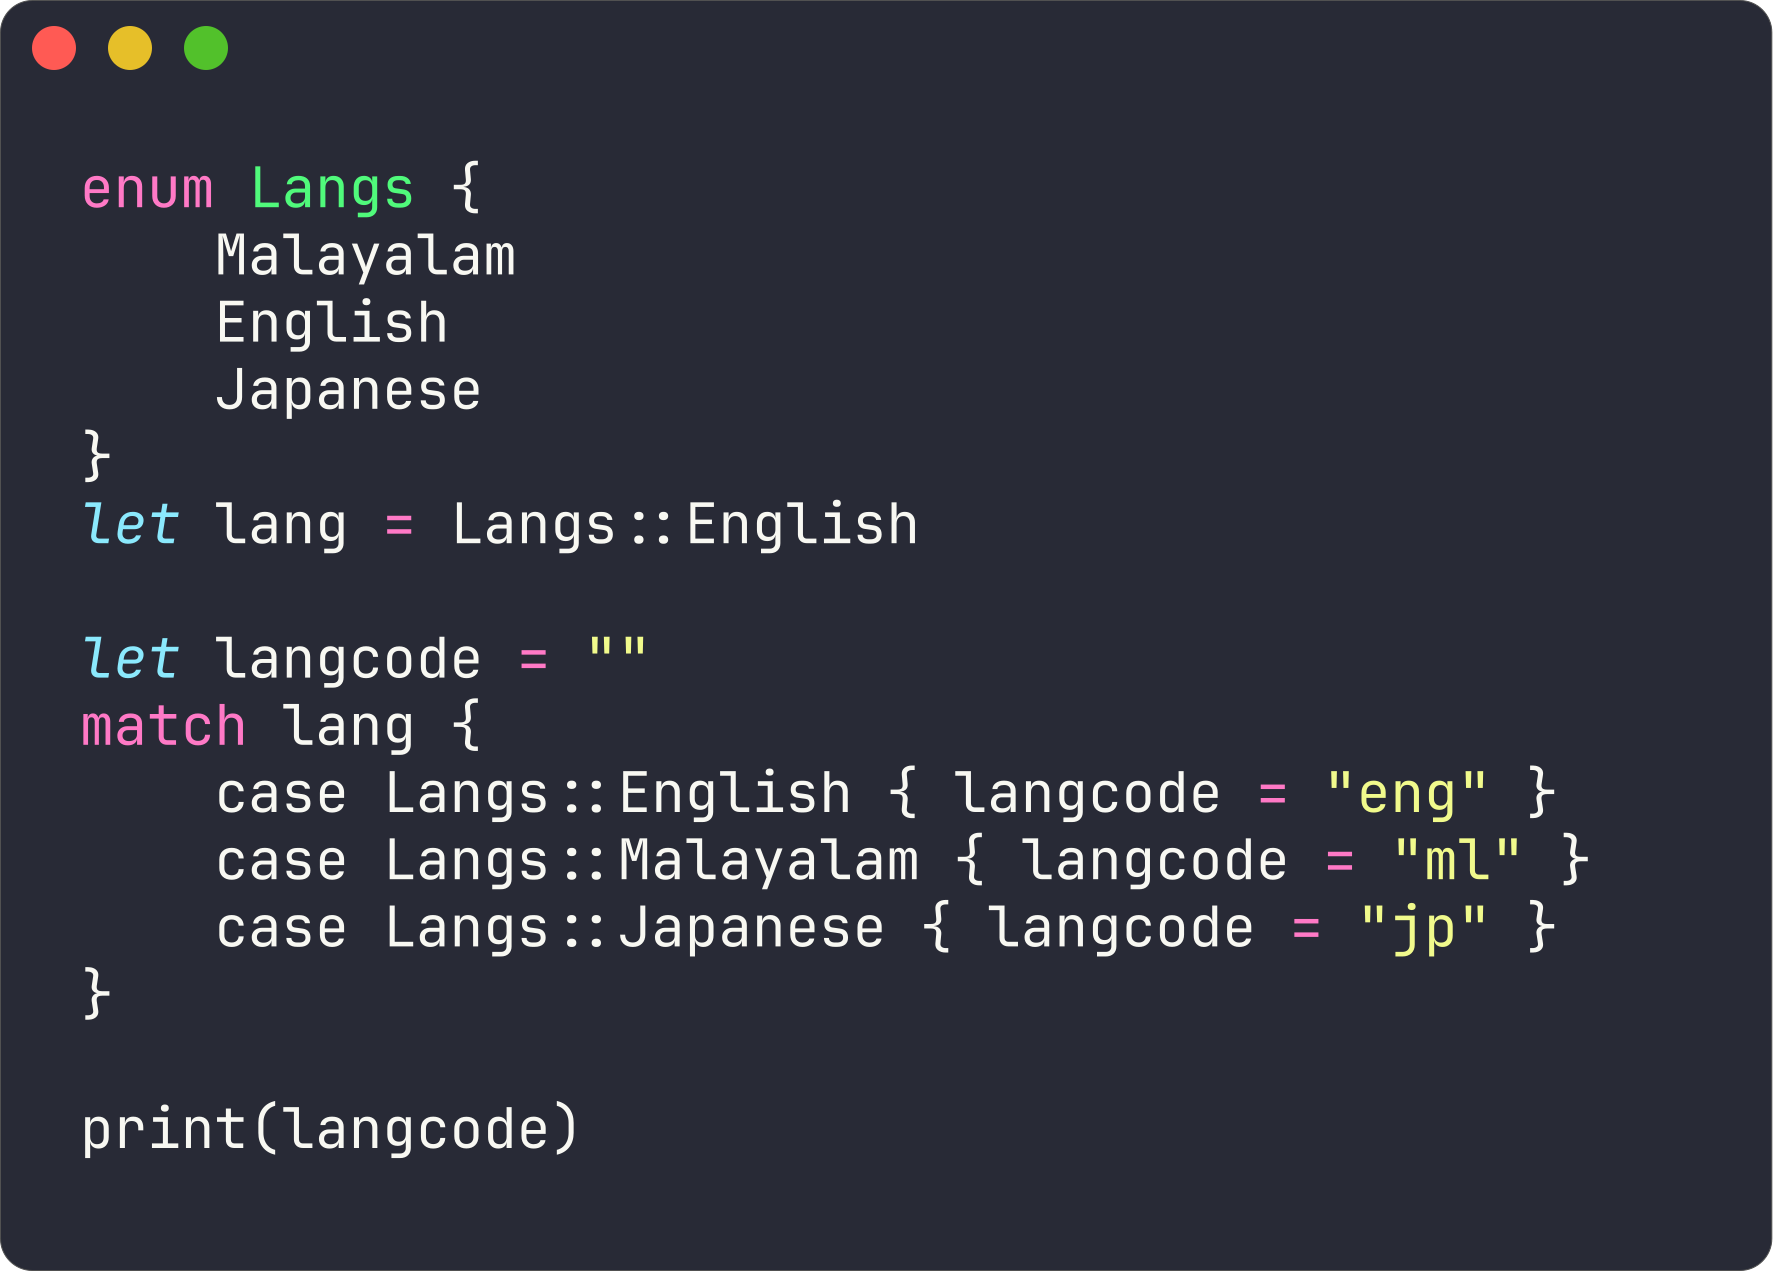 enum Langs {
    Malayalam
    English
    Japanese
}
let lang = Langs::English

let langcode = ""
match lang {
    case Langs::English { langcode = "eng" }
    case Langs::Malayalam { langcode = "ml" }
    case Langs::Japanese { langcode = "jp" }
}

print(langcode)